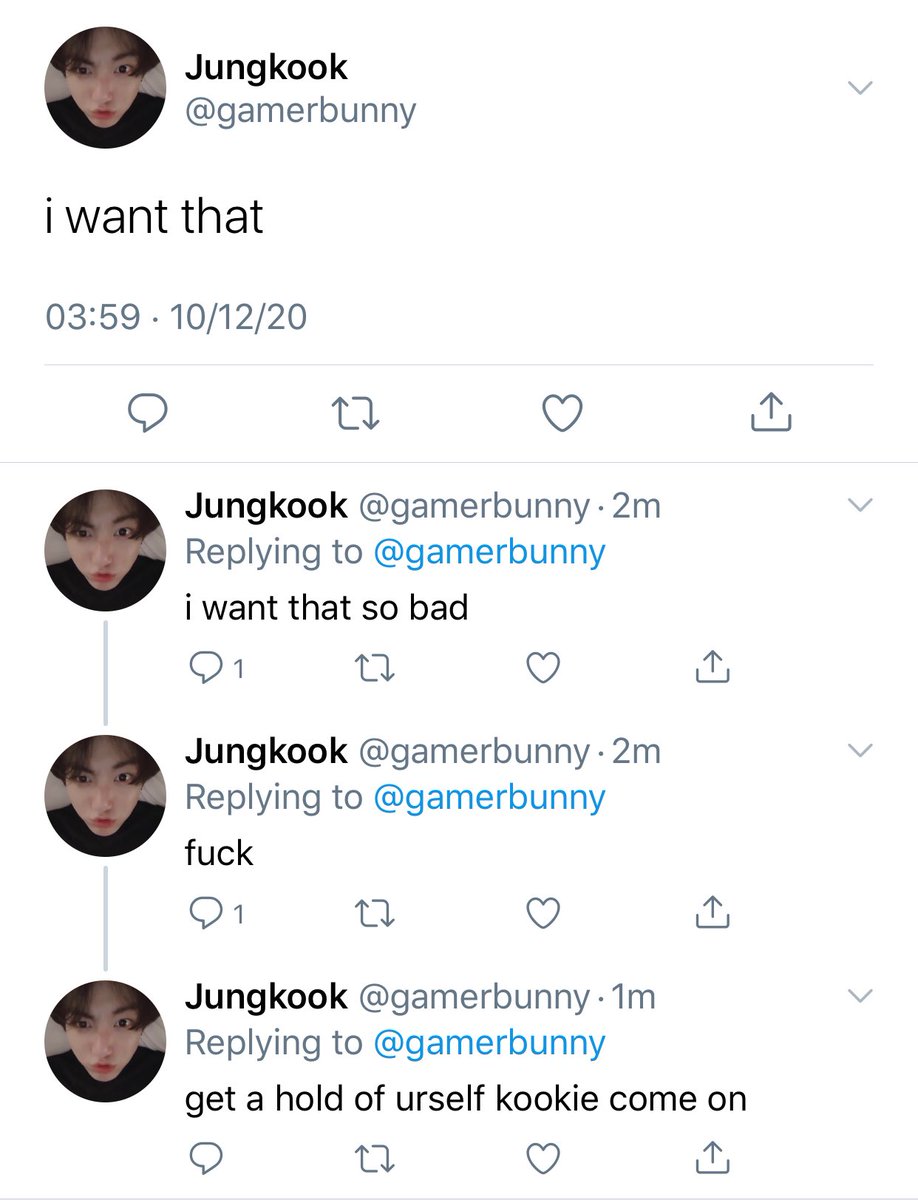 Jungkook
@gamerbunny
i want that
03:59 · 10/12/20
Jungkook @gamerbunny · 2m
Replying to @gamerbunny
i want that so bad
1
Jungkook @gamerbunny · 2m
Replying to @gamerbunny
fuck
1
Jungkook @gamerbunny · 1m
Replying to @gamerbunny
get a hold of urself kookie come on